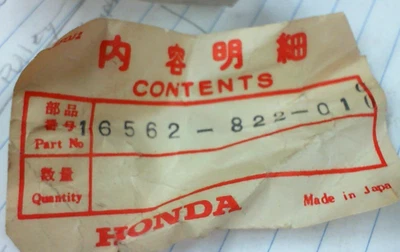 内容明細
CONTENTS
部品
番号
Part No
16562-822-010
数量
Quantity
HONDA
Made in Japa